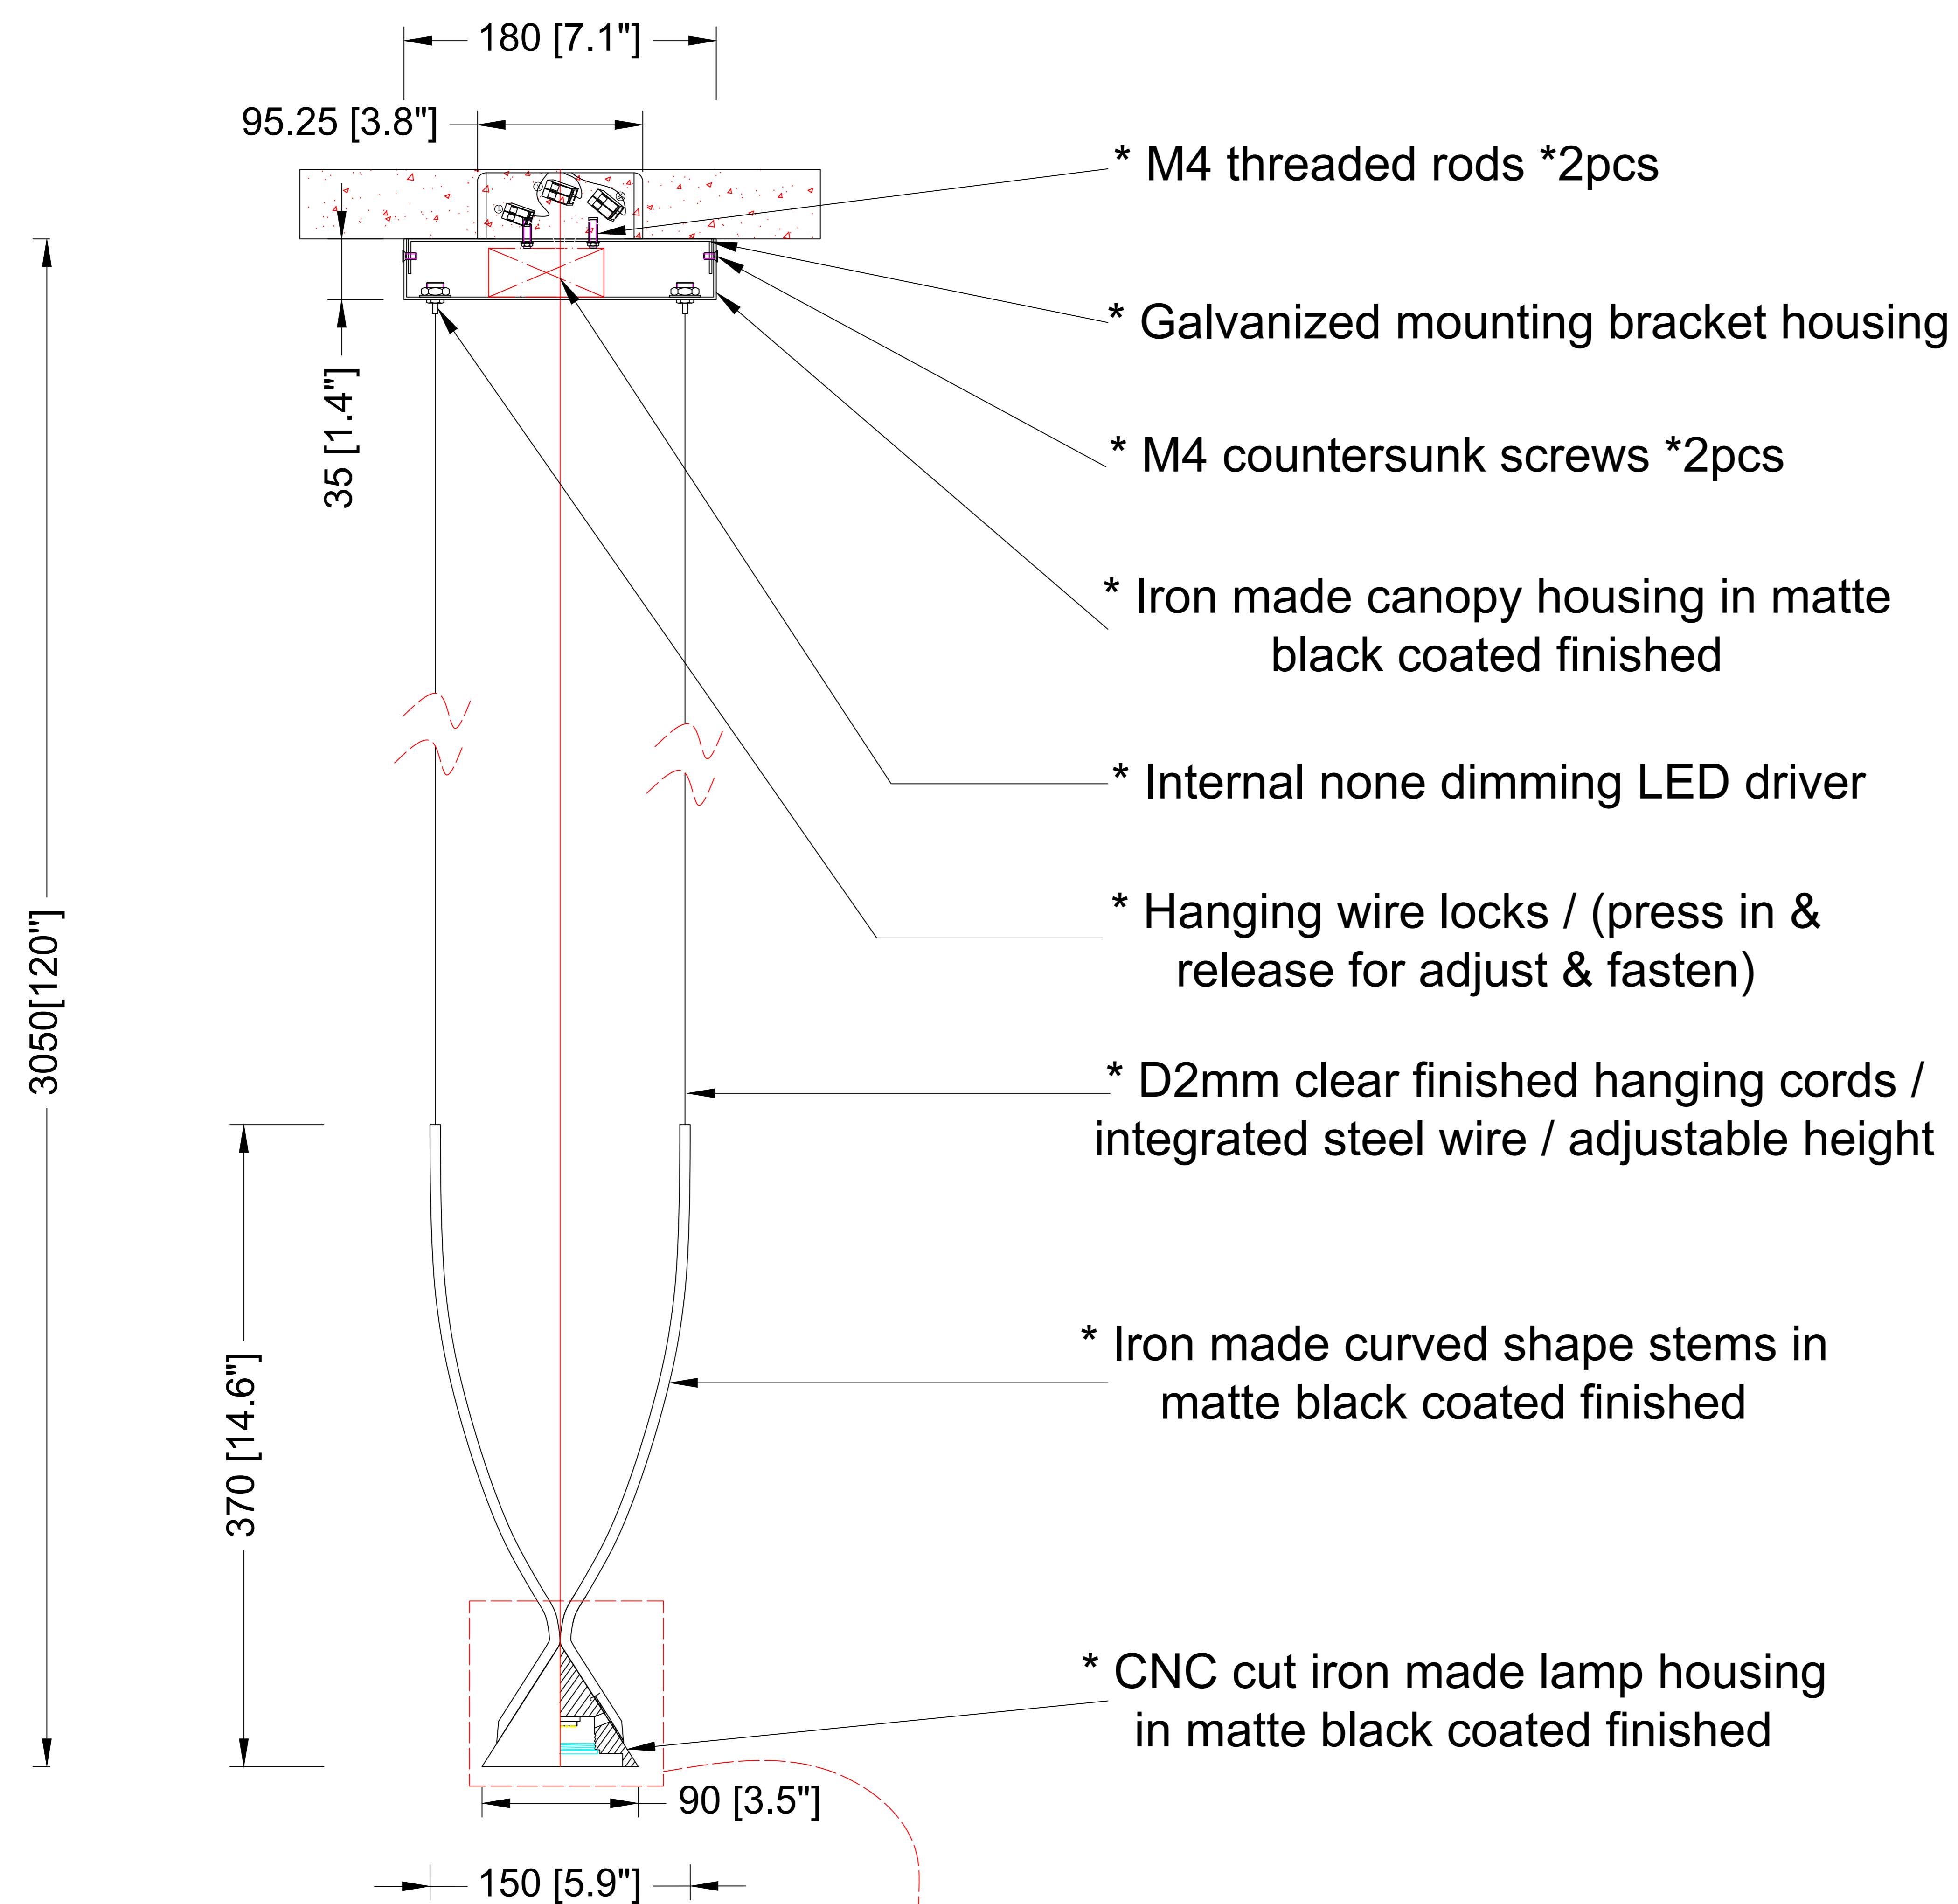 180 [7.1"]
95.25 [3.8"]
* M4 threaded rods *2pcs
* Galvanized mounting bracket housing
35 [1.4"]
* M4 countersunk screws *2pcs
* Iron made canopy housing in matte
black coated finished
* Internal none dimming LED driver
* Hanging wire locks / (press in &
release for adjust & fasten)
3050[120"]
* D2mm clear finished hanging cords /
integrated steel wire / adjustable height
370 [14.6"]
* Iron made curved shape stems in
matte black coated finished
* CNC cut iron made lamp housing
in matte black coated finished
90 [3.5"]
150 [5.9"]